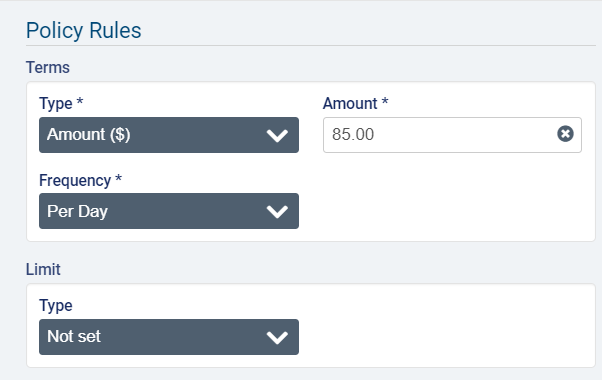 Policy Rules
Terms
Type *
Amount *
Amount ($)
85.00
Frequency *
Per Day
Limit
Type
Not set